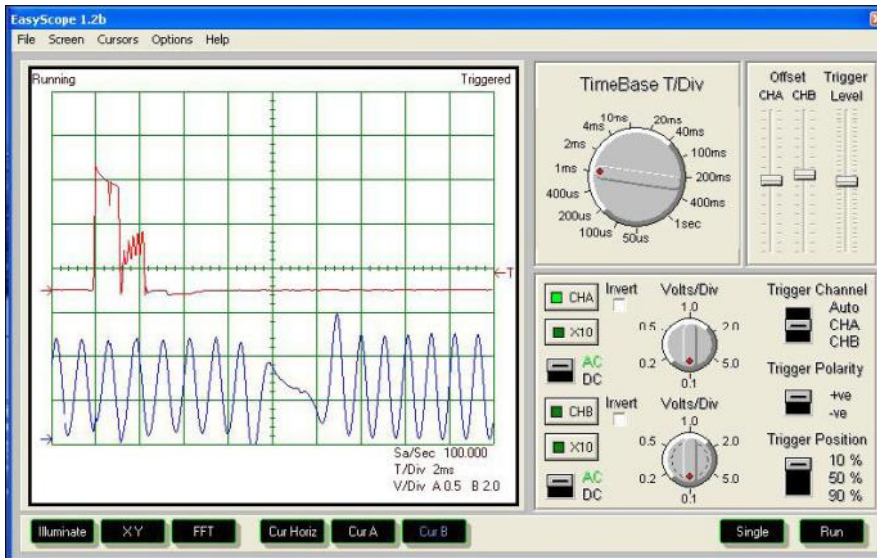 EasyScope 1.2b
File Screen Cursors Options Help
Running Triggered
T
Sa/Sec 100.000
T/Div 2ms
V/Div A 0.5 B 2.0
TimeBase T/Div
10ms 20ms
4ms 40ms
2ms 100ms
1ms 200ms
400us 400ms
200us 1sec
100us 50us
Offset Trigger
CHA CHB Level
CHA Invert Volts/Div
1.0
X10 0.5 2.0
AC 0.2 5.0
DC 0.1
CHB Invert Volts/Div
1.0
X10 0.5 2.0
AC 0.2 5.0
DC 0.1
Trigger Channel
Auto
CHA
CHB
Trigger Polarity
+ve
-ve
Trigger Position
10 %
50 %
90 %
Illuminate XY FFT Cur Horiz Cur A Cur B Single Run